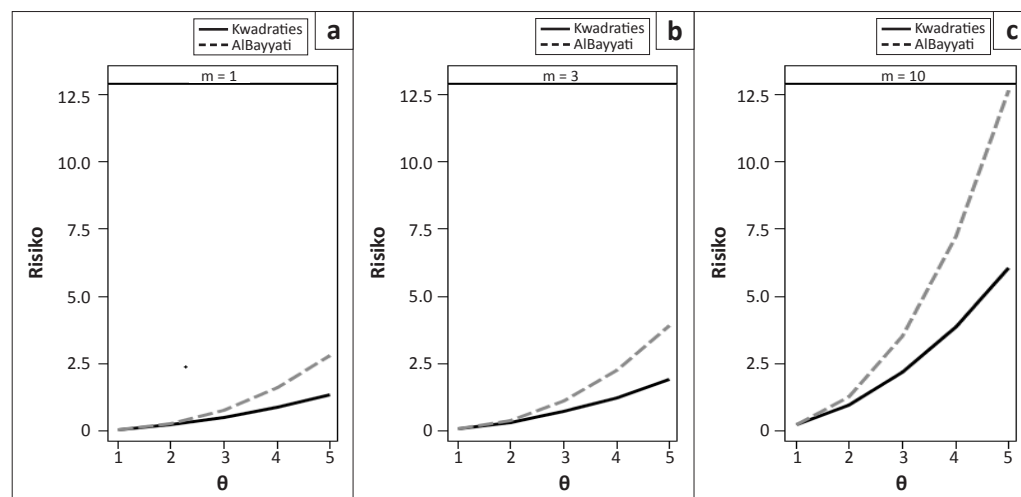 Kwadraties
AlBayyati
a
m = 1
12.5
10.0
7.5
5.0
2.5
0
Risiko
1 2 3 4 5
θ
Kwadraties
AlBayyati
b
m = 3
12.5
10.0
7.5
5.0
2.5
0
Risiko
1 2 3 4 5
θ
Kwadraties
AlBayyati
c
m = 10
12.5
10.0
7.5
5.0
2.5
0
Risiko
1 2 3 4 5
θ